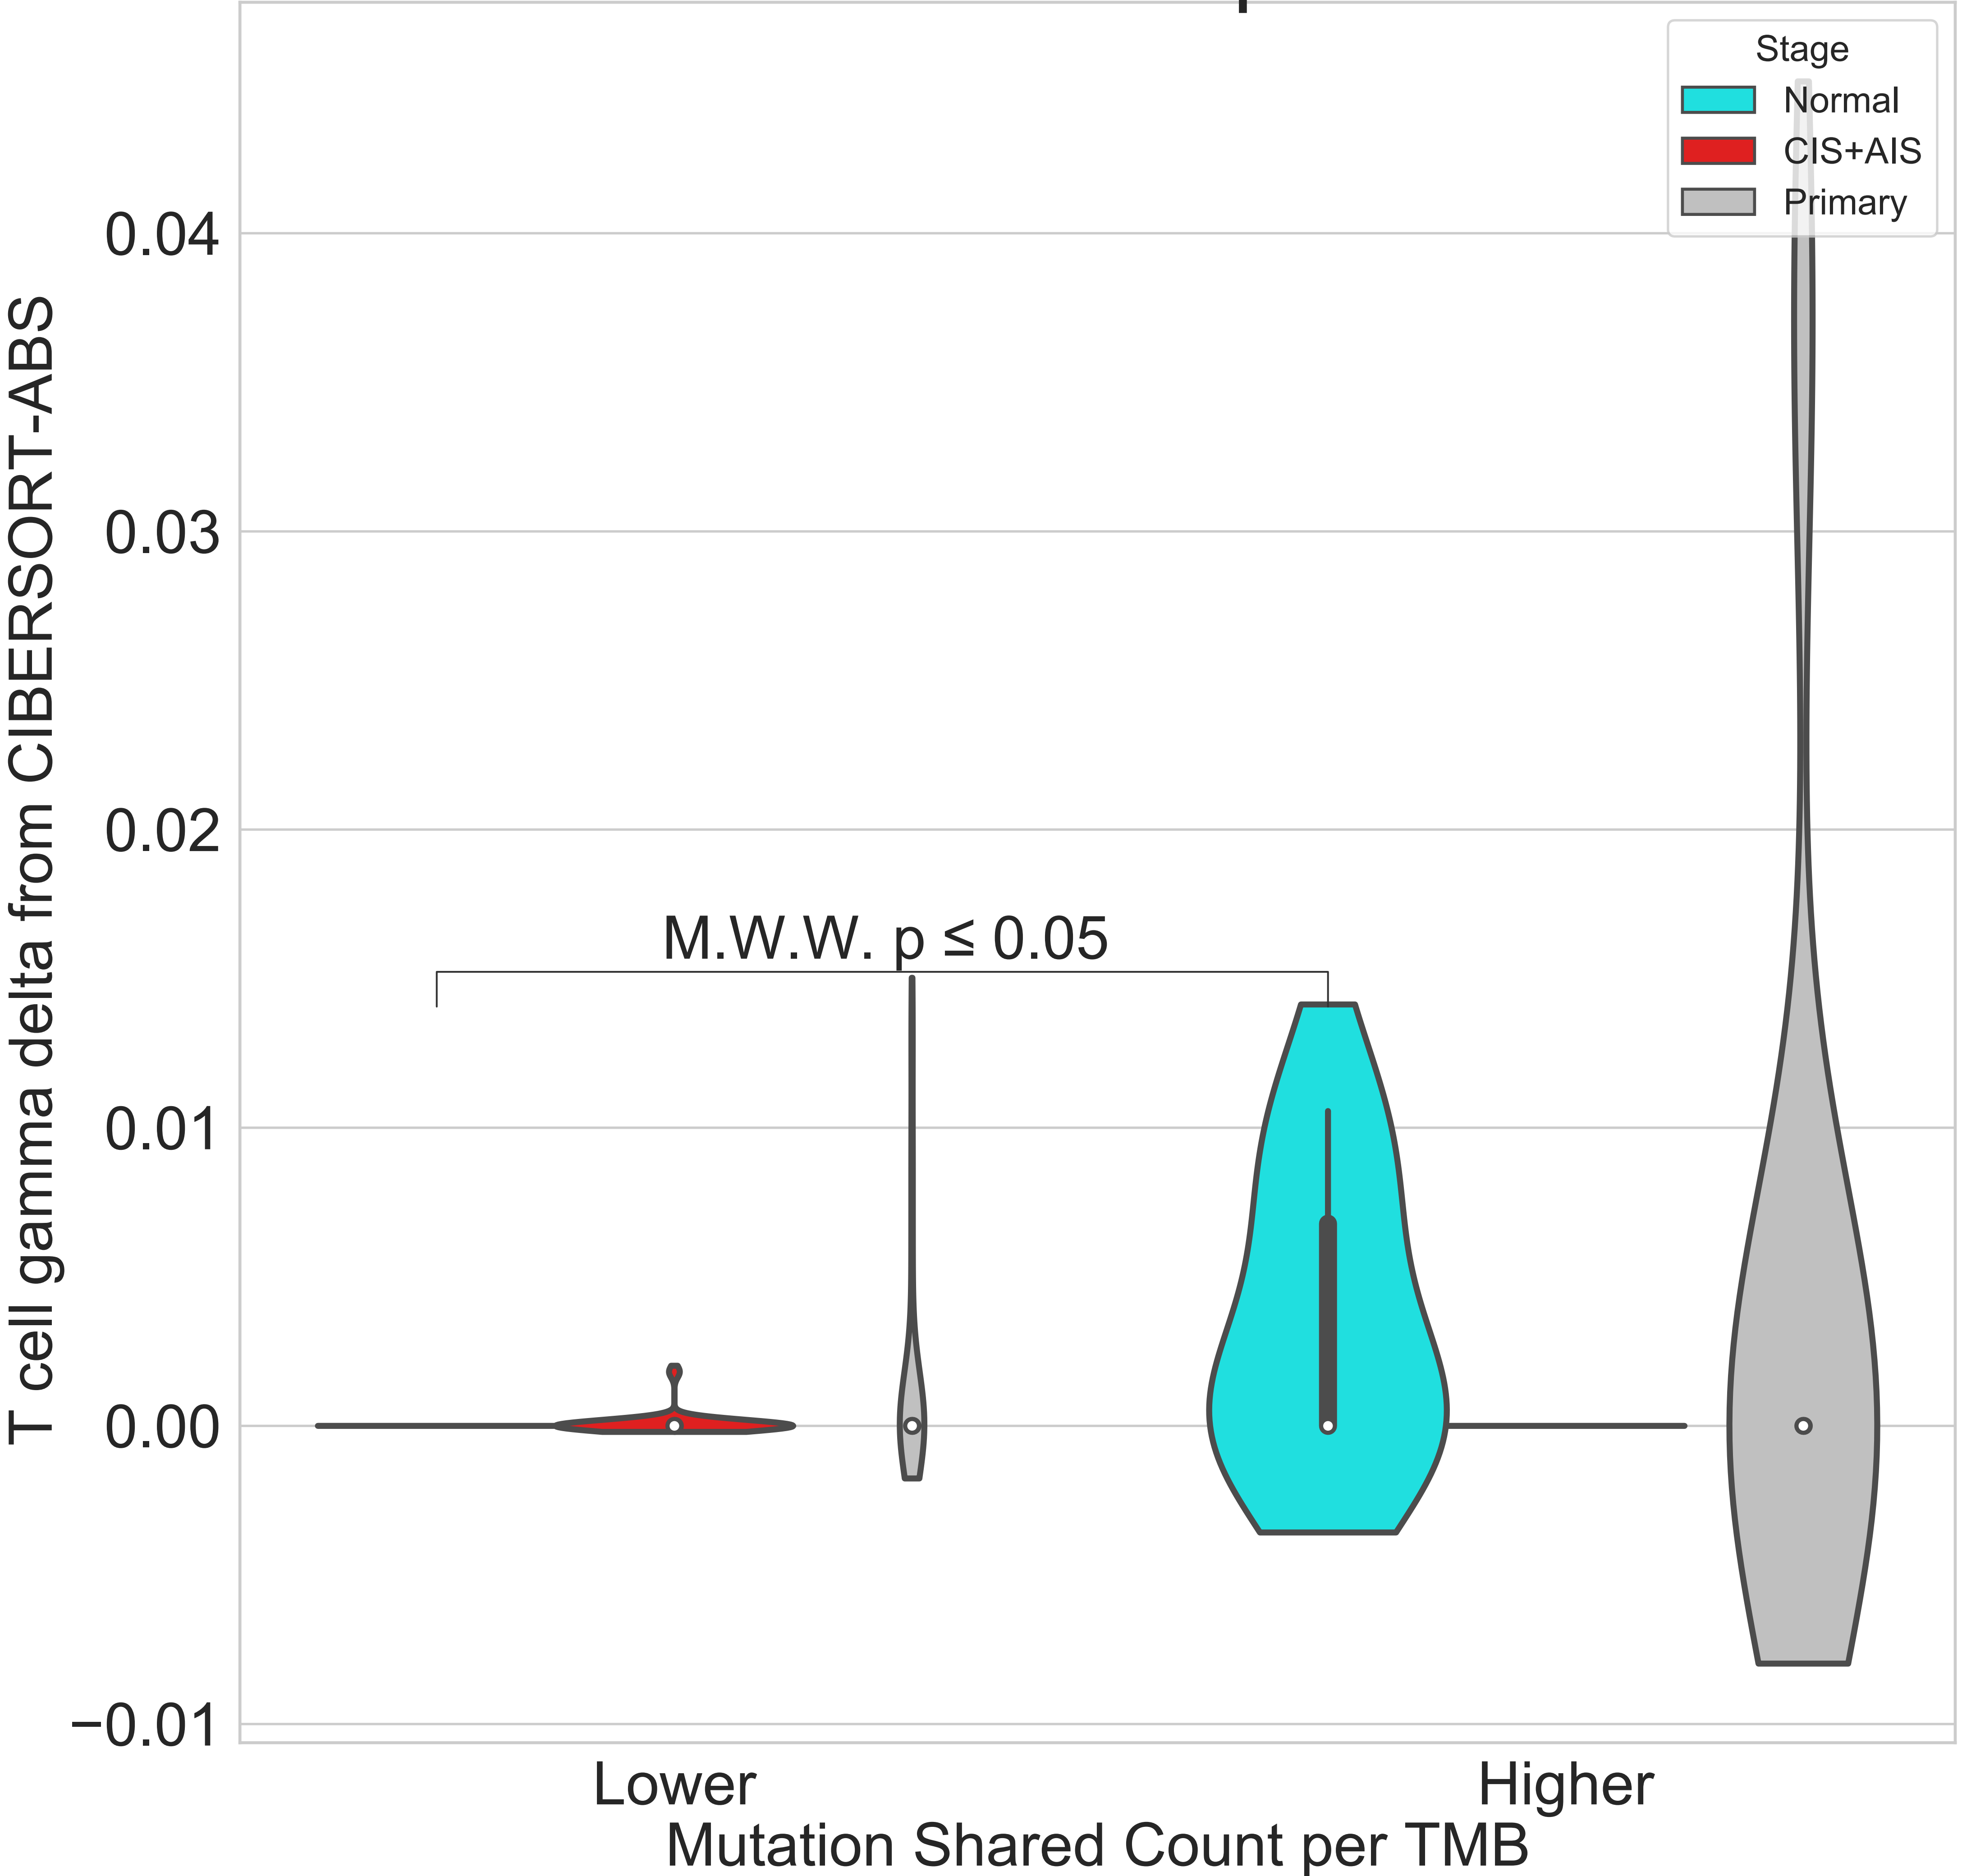 Stage
Normal
CIS+AIS
Primary
0.04
0.03
0.02
0.01
0.00
−0.01
T cell gamma delta from CIBERSORT-ABS
M.W.W. p ≤ 0.05
Lower
Higher
Mutation Shared Count per TMB